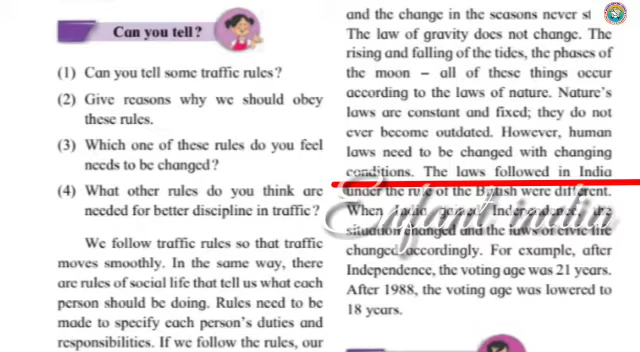 Can you tell?
(1) Can you tell some traffic rules?
(2) Give reasons why we should obey
these rules.
(3) Which one of these rules do you feel
needs to be changed?
(4) What other rules do you think are
needed for better discipline in traffic?
We follow traffic rules so that traffic
moves smoothly. In the same way, there
are rules of social life that tell us what each
person should be doing. Rules need to be
made to specify each person's duties and
responsibilities. If we follow the rules, our
and the change in the seasons never
The law of gravity does not change. The
rising and falling of the tides, the phases of
the moon – all of these things occur
according to the laws of nature. Nature's
laws are constant and fixed; they do not
ever become outdated. However, human
laws need to be changed with changing
conditions. The laws followed in India
under the rule of the British were different.
When India gained Independence, the
situation changed and the laws of civic life
changed accordingly. For example, after
Independence, the voting age was 21 years.
After 1988, the voting age was lowered to
18 years.
Enfant india